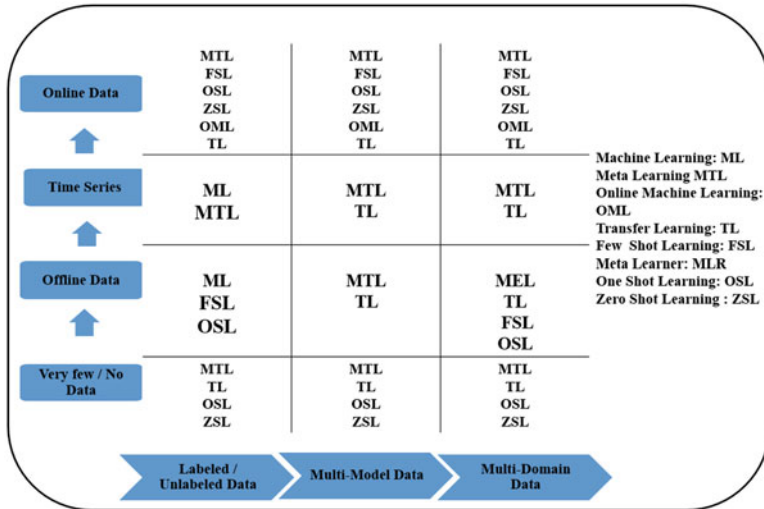 Online Data
MTL
FSL
OSL
ZSL
OML
TL
MTL
FSL
OSL
ZSL
OML
TL
MTL
FSL
OSL
ZSL
OML
TL
Time Series
ML
MTL
MTL
TL
MTL
TL
Offline Data
ML
FSL
OSL
MTL
TL
MEL
TL
FSL
OSL
Very few / No
Data
MTL
TL
OSL
ZSL
MTL
TL
OSL
ZSL
MTL
TL
OSL
ZSL
Labeled /
Unlabeled Data
Multi-Model Data
Multi-Domain
Data
Machine Learning: ML
Meta Learning MTL
Online Machine Learning:
OML
Transfer Learning: TL
Few Shot Learning: FSL
Meta Learner: MLR
One Shot Learning: OSL
Zero Shot Learning : ZSL